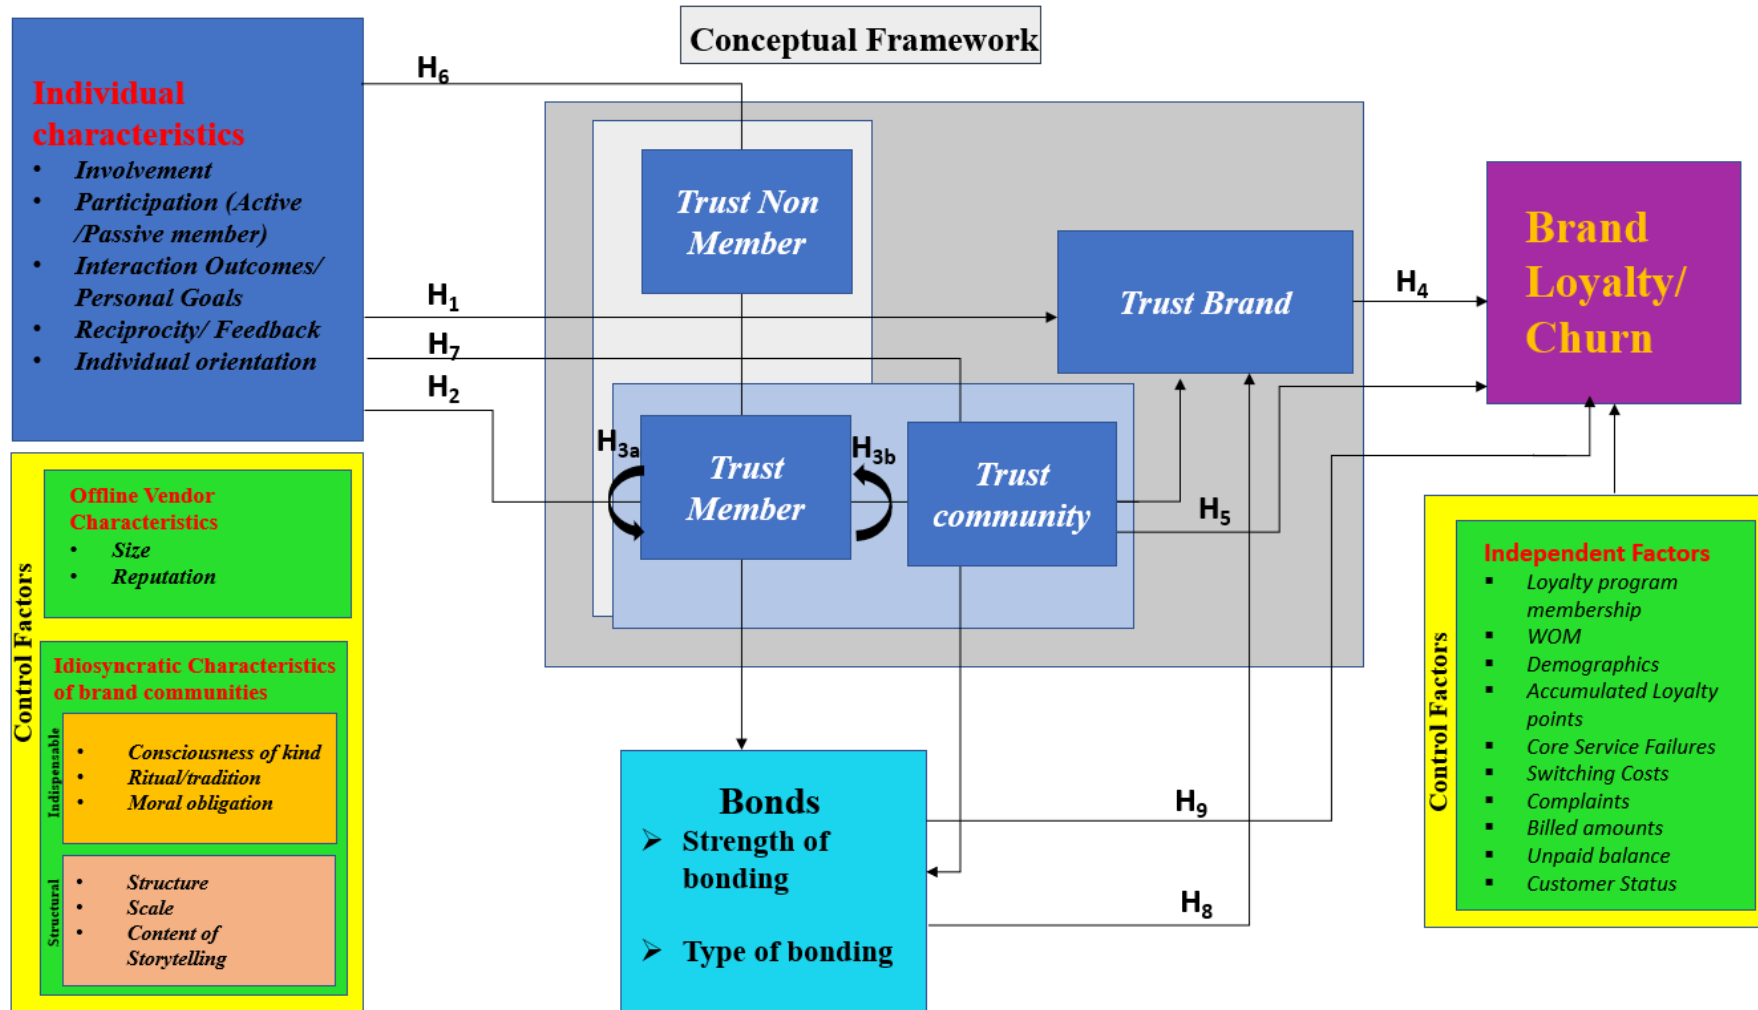 Conceptual Framework
Individual
characteristics
• Involvement
• Participation (Active
/Passive member)
• Interaction Outcomes/
Personal Goals
• Reciprocity/ Feedback
• Individual orientation
H6
H1
H7
H2
Trust Non
Member
H3a
Trust
Member
H3b
Trust
community
Trust Brand
H4
H5
Brand
Loyalty/
Churn
Control Factors
Offline Vendor
Characteristics
• Size
• Reputation
Idiosyncratic Characteristics
of brand communities
Indispensable
• Consciousness of kind
• Ritual/tradition
• Moral obligation
Structural
• Structure
• Scale
• Content of
Storytelling
Bonds
➢ Strength of
bonding
➢ Type of bonding
H9
H8
Control Factors
Independent Factors
▪ Loyalty program
membership
▪ WOM
▪ Demographics
▪ Accumulated Loyalty
points
▪ Core Service Failures
▪ Switching Costs
▪ Complaints
▪ Billed amounts
▪ Unpaid balance
▪ Customer Status